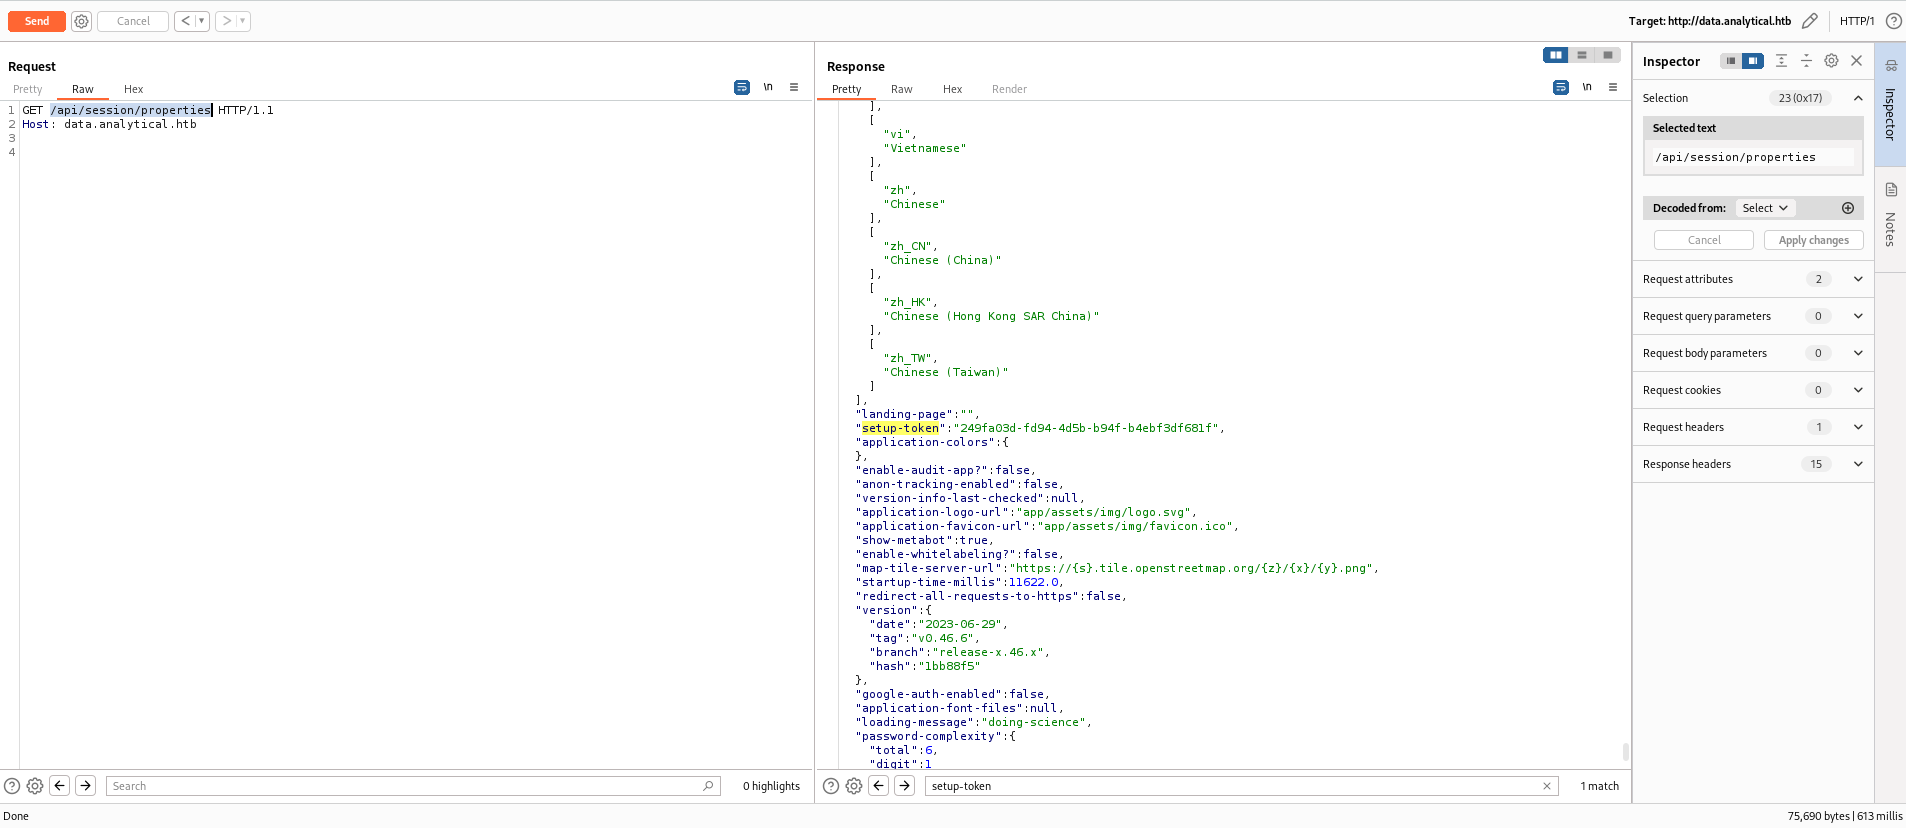 Send
Cancel
<
>
Target: http://data.analytical.htb
HTTP/1
Request
Pretty
Raw
Hex
\n
1 GET /api/session/properties HTTP/1.1
2 Host: data.analytical.htb
3
4
Search
0 highlights
Response
Pretty
Raw
Hex
Render
\n
],
[
"vi",
"Vietnamese"
],
[
"zh",
"Chinese"
],
[
"zh_CN",
"Chinese (China)"
],
[
"zh_HK",
"Chinese (Hong Kong SAR China)"
],
[
"zh_TW",
"Chinese (Taiwan)"
]
],
"landing-page":"",
"setup-token":"249fa03d-fd94-4d5b-b94f-b4ebf3df681f",
"application-colors":{
},
"enable-audit-app?":false,
"anon-tracking-enabled":false,
"version-info-last-checked":null,
"application-logo-url":"app/assets/img/logo.svg",
"application-favicon-url":"app/assets/img/favicon.ico",
"show-metabot":true,
"enable-whitelabeling?":false,
"map-tile-server-url":"https://{s}.tile.openstreetmap.org/{z}/{x}/{y}.png",
"startup-time-millis":11622.0,
"redirect-all-requests-to-https":false,
"version":{
"date":"2023-06-29",
"tag":"v0.46.6",
"branch":"release-x.46.x",
"hash":"1bb88f5"
},
"google-auth-enabled":false,
"application-font-files":null,
"loading-message":"doing-science",
"password-complexity":{
"total":6,
"digit":1
setup-token
1 match
Inspector
Selection
23 (0x17)
Selected text
/api/session/properties
Decoded from:
Select
Cancel
Apply changes
Request attributes
2
Request query parameters
0
Request body parameters
0
Request cookies
0
Request headers
1
Response headers
15
Inspector
Notes
Done
75,690 bytes | 613 millis